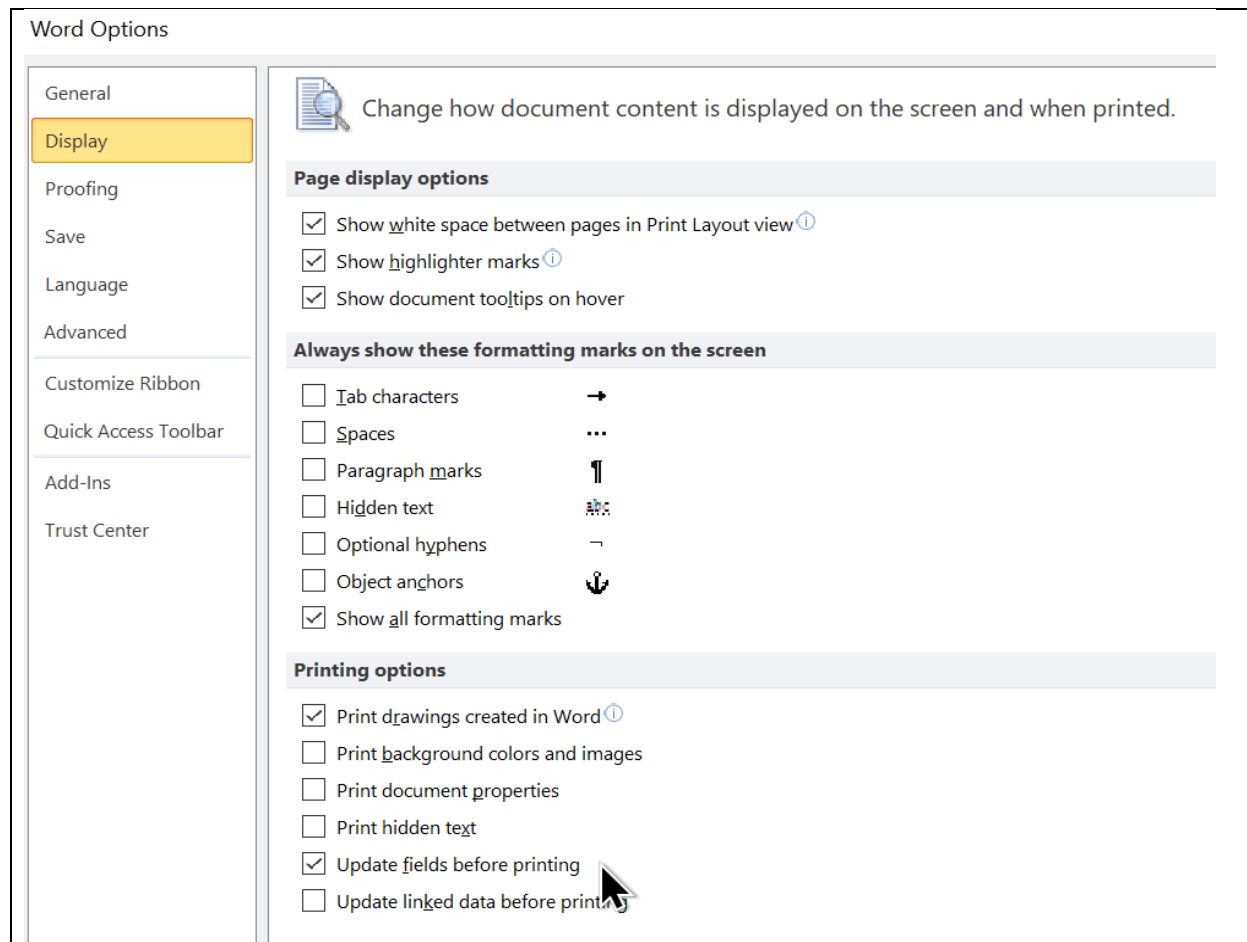 Word Options
General
Display
Proofing
Save
Language
Advanced
Customize Ribbon
Quick Access Toolbar
Add-Ins
Trust Center
Change how document content is displayed on the screen and when printed.
Page display options
Show white space between pages in Print Layout view
Show highlighter marks
Show document tooltips on hover
Always show these formatting marks on the screen
Tab characters
Spaces
Paragraph marks ¶
Hidden text abc
Optional hyphens ¬
Object anchors
Show all formatting marks
Printing options
Print drawings created in Word
Print background colors and images
Print document properties
Print hidden text
Update fields before printing
Update linked data before printing